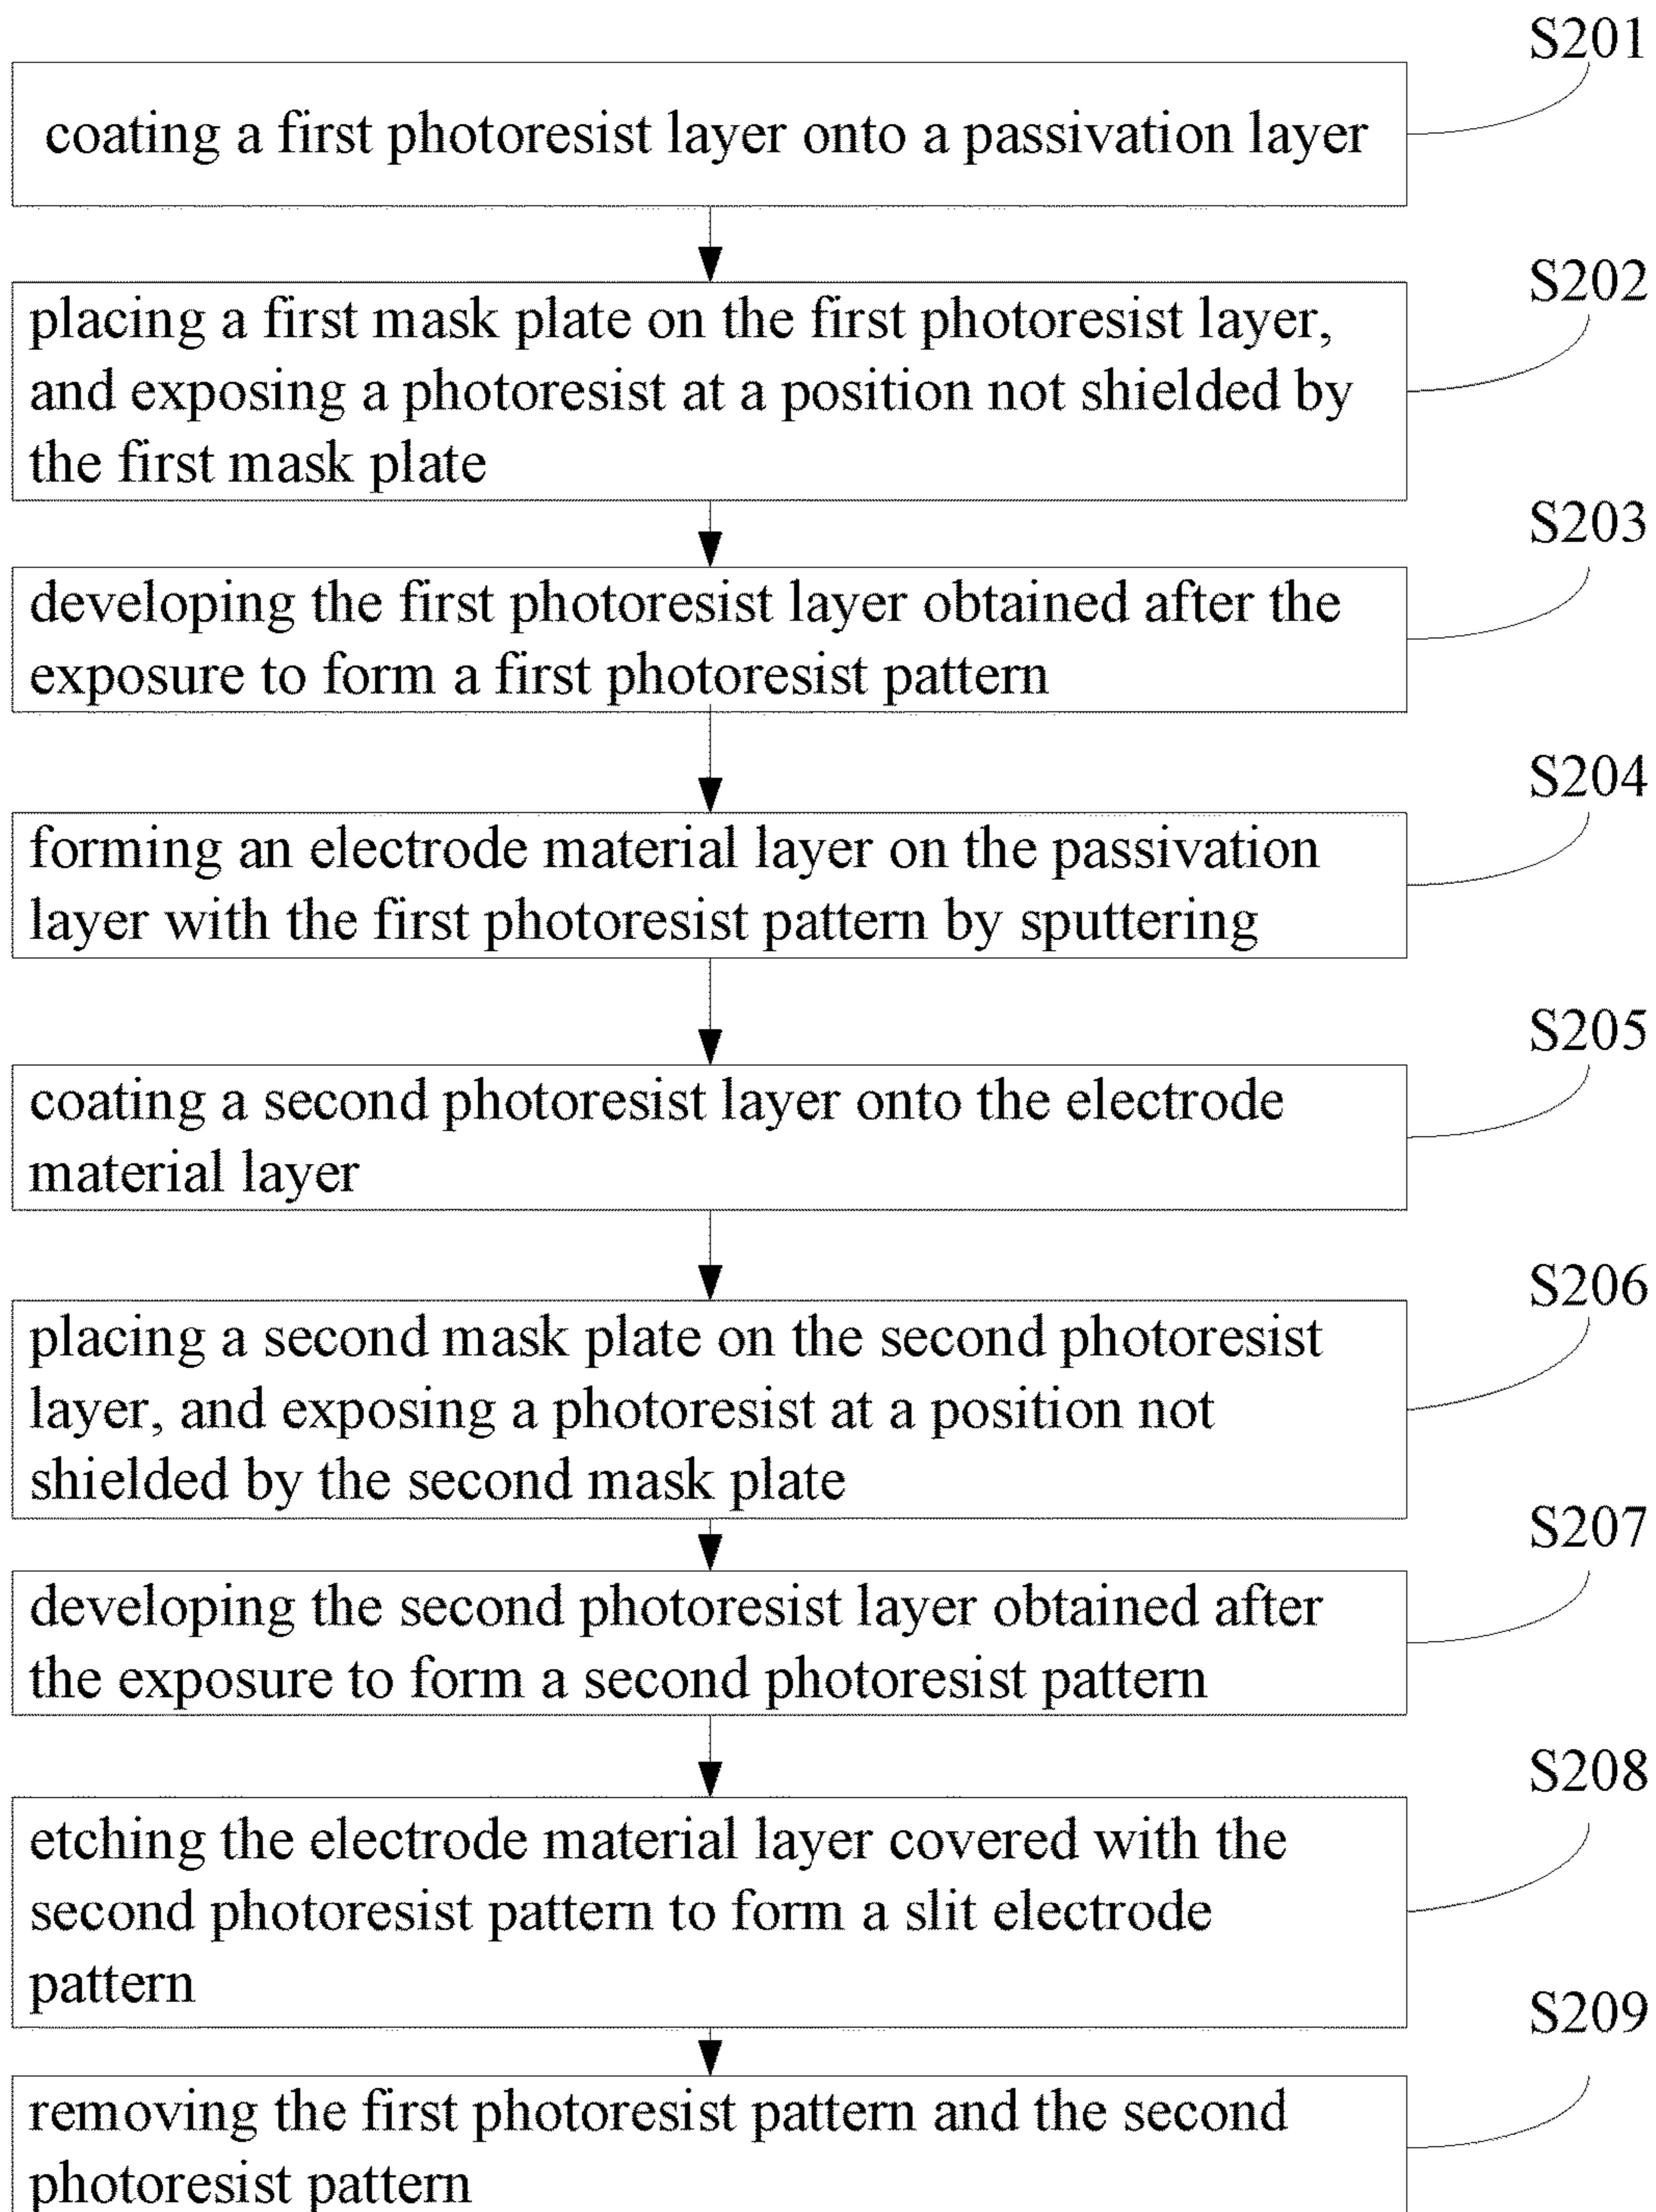 S201
coating a first photoresist layer onto a passivation layer
S202
placing a first mask plate on the first photoresist layer,
and exposing a photoresist at a position not shielded by
the first mask plate
S203
developing the first photoresist layer obtained after the
exposure to form a first photoresist pattern
S204
forming an electrode material layer on the passivation
layer with the first photoresist pattern by sputtering
S205
coating a second photoresist layer onto the electrode
material layer
S206
placing a second mask plate on the second photoresist
layer, and exposing a photoresist at a position not
shielded by the second mask plate
S207
developing the second photoresist layer obtained after
the exposure to form a second photoresist pattern
S208
etching the electrode material layer covered with the
second photoresist pattern to form a slit electrode
pattern
S209
removing the first photoresist pattern and the second
photoresist pattern